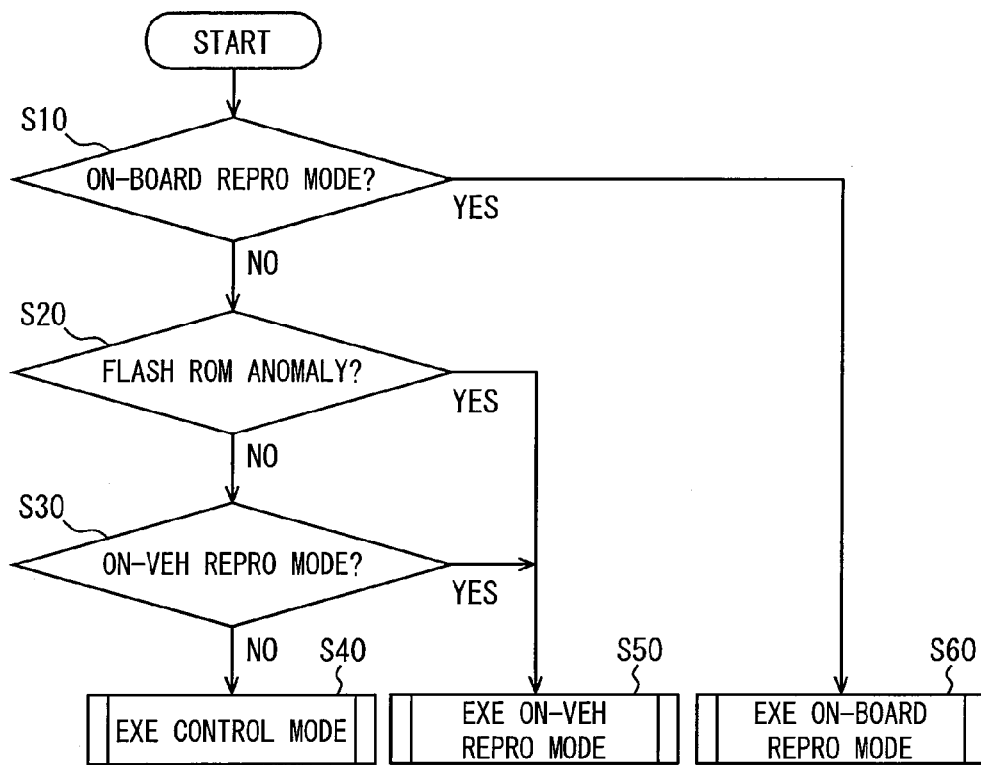 START
S10
ON-BOARD REPRO MODE?
YES
NO
S20
FLASH ROM ANOMALY?
YES
NO
S30
ON-VEH REPRO MODE?
YES
NO
S40
S50
S60
EXE CONTROL MODE
EXE ON-VEH
REPRO MODE
EXE ON-BOARD
REPRO MODE